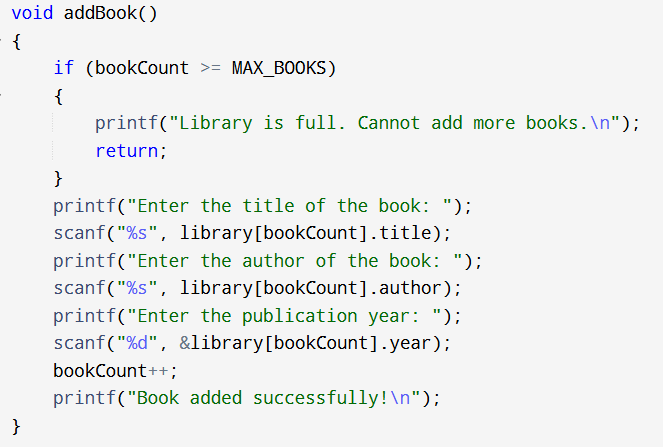 void addBook()
{
    if (bookCount >= MAX_BOOKS)
    {
        printf("Library is full. Cannot add more books.\n");
        return;
    }
    printf("Enter the title of the book: ");
    scanf("%s", library[bookCount].title);
    printf("Enter the author of the book: ");
    scanf("%s", library[bookCount].author);
    printf("Enter the publication year: ");
    scanf("%d", &library[bookCount].year);
    bookCount++;
    printf("Book added successfully!\n");
}